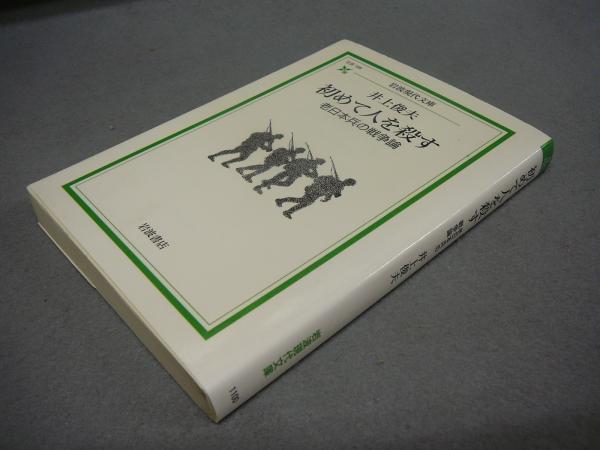 岩波現代文庫
井上俊夫
初めて人を殺す
老日本兵の戦争論
岩波書店
初めて人を殺す
老日本兵の
戦争論
井上俊夫
岩波現代文庫
1100